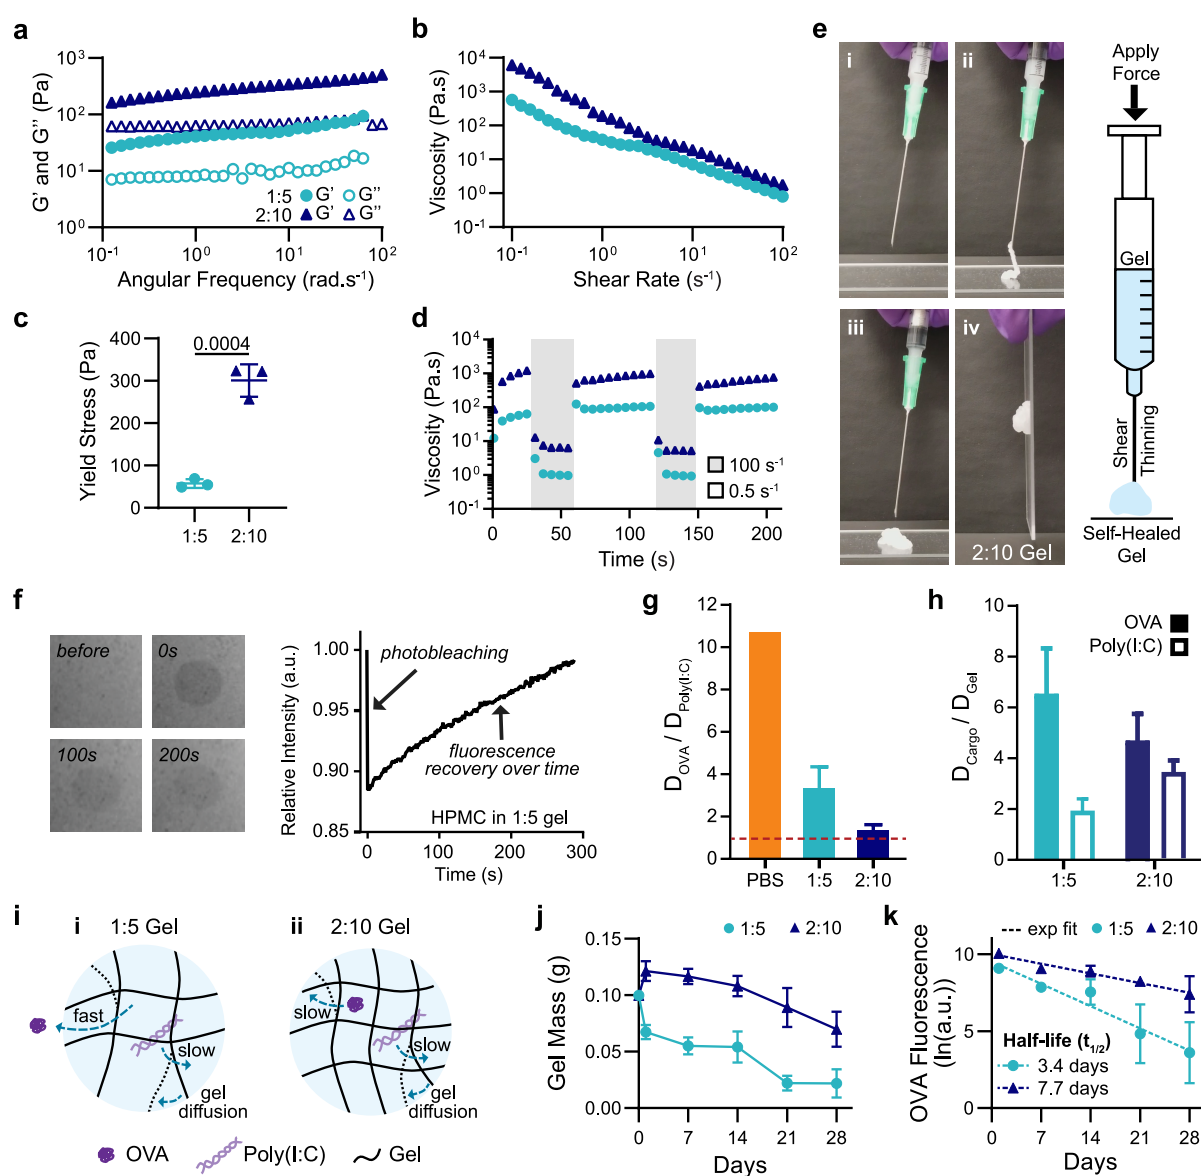 a
10³
10²
10¹
10⁰
G' and G'' (Pa)
1:5 G' G''
2:10 G' G''
10⁻¹ 10⁰ 10¹ 10²
Angular Frequency (rad.s⁻¹)
b
10⁴
10³
10²
10¹
10⁰
10⁻¹
Viscosity (Pa.s)
10⁻¹ 10⁰ 10¹ 10²
Shear Rate (s⁻¹)
c
400
300
200
100
0
Yield Stress (Pa)
0.0004
1:5 2:10
d
10⁴
10³
10²
10¹
10⁰
10⁻¹
Viscosity (Pa.s)
100 s⁻¹
0.5 s⁻¹
0 50 100 150 200
Time (s)
e
i
ii
iii
iv
2:10 Gel
Apply
Force
Gel
Shear
Thinning
Self-Healed
Gel
f
before
0s
100s
200s
1.00
0.95
0.90
0.85
Relative Intensity (a.u.)
photobleaching
fluorescence
recovery over time
HPMC in 1:5 gel
0 100 200 300
Time (s)
g
12
10
8
6
4
2
0
D_OVA / D_Poly(I:C)
PBS 1:5 2:10
h
10
8
6
4
2
0
D_Cargo / D_Gel
OVA
Poly(I:C)
1:5 2:10
i
i 1:5 Gel
fast
slow
gel
diffusion
ii 2:10 Gel
slow
slow
gel
diffusion
OVA Poly(I:C) Gel
j
1:5 2:10
0.15
0.10
0.05
0.00
Gel Mass (g)
0 7 14 21 28
Days
k
exp fit 1:5 2:10
10
5
0
OVA Fluorescence
(ln(a.u.))
Half-life (t₁/₂)
3.4 days
7.7 days
0 7 14 21 28
Days